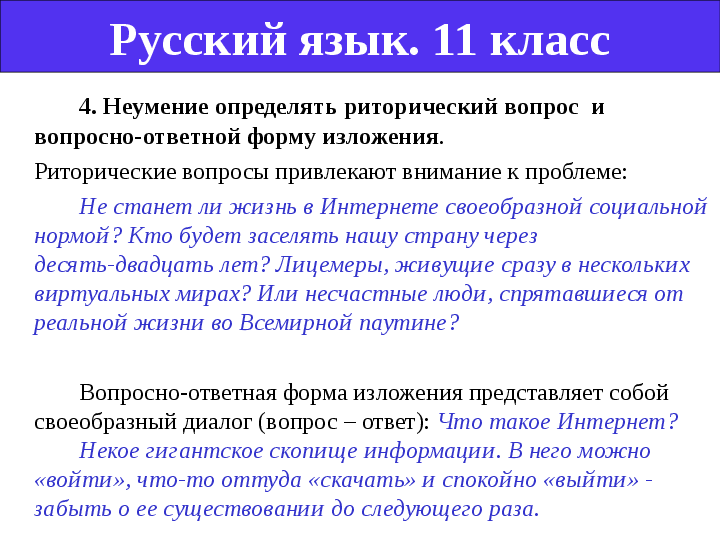 Русский язык. 11 класс
4. Неумение определять риторический вопрос и
вопросно-ответной форму изложения.
Риторические вопросы привлекают внимание к проблеме:
Не станет ли жизнь в Интернете своеобразной социальной
нормой? Кто будет заселять нашу страну через
десять-двадцать лет? Лицемеры, живущие сразу в нескольких
виртуальных мирах? Или несчастные люди, спрятавшиеся от
реальной жизни во Всемирной паутине?
Вопросно-ответная форма изложения представляет собой
своеобразный диалог (вопрос – ответ): Что такое Интернет?
Некое гигантское скопище информации. В него можно
«войти», что-то оттуда «скачать» и спокойно «выйти» -
забыть о ее существовании до следующего раза.